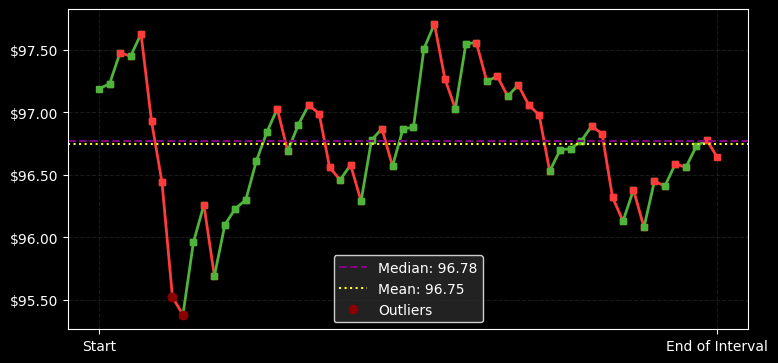 $97.50
$97.00
$96.50
$96.00
$95.50
Median: 96.78
Mean: 96.75
Outliers
Start
End of Interval